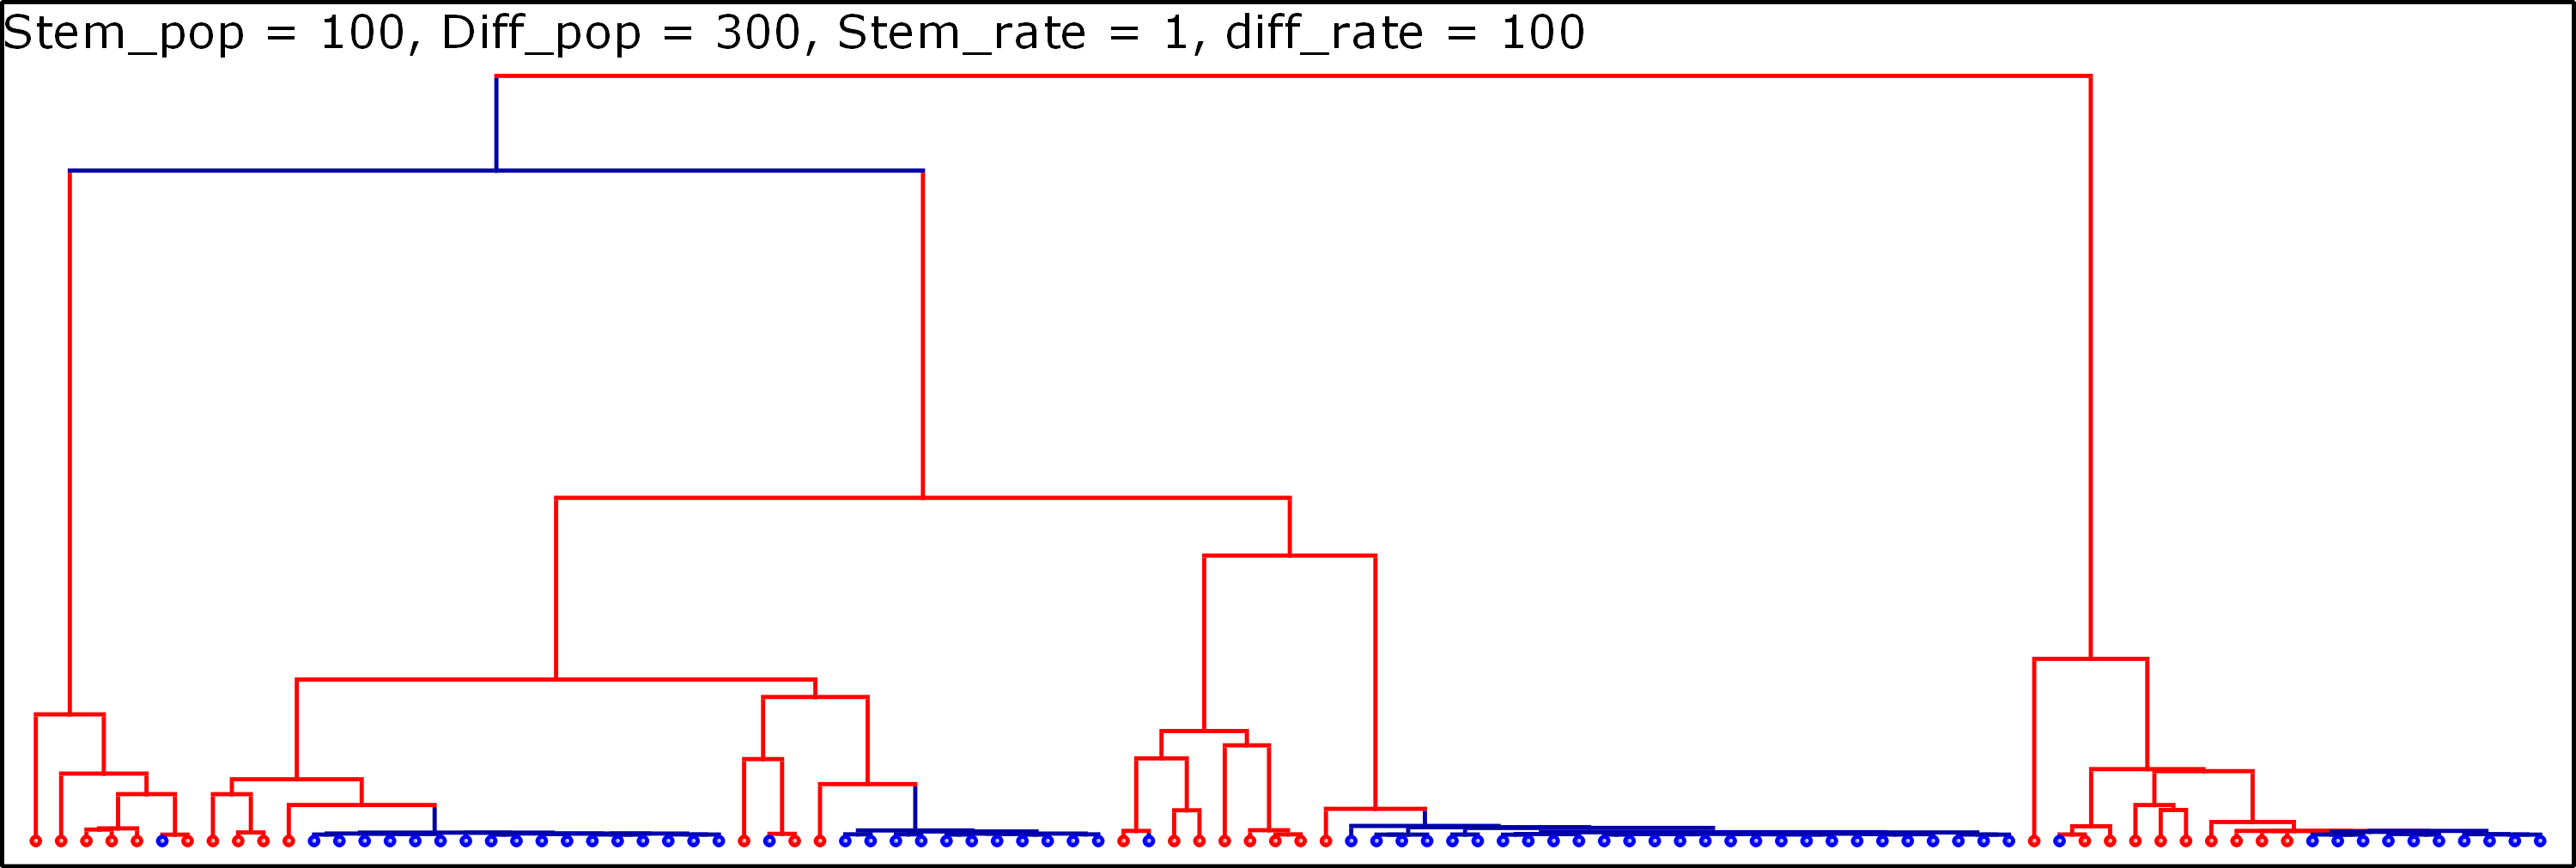 Stem_pop = 100, Diff_pop = 300, Stem_rate = 1, diff_rate = 100